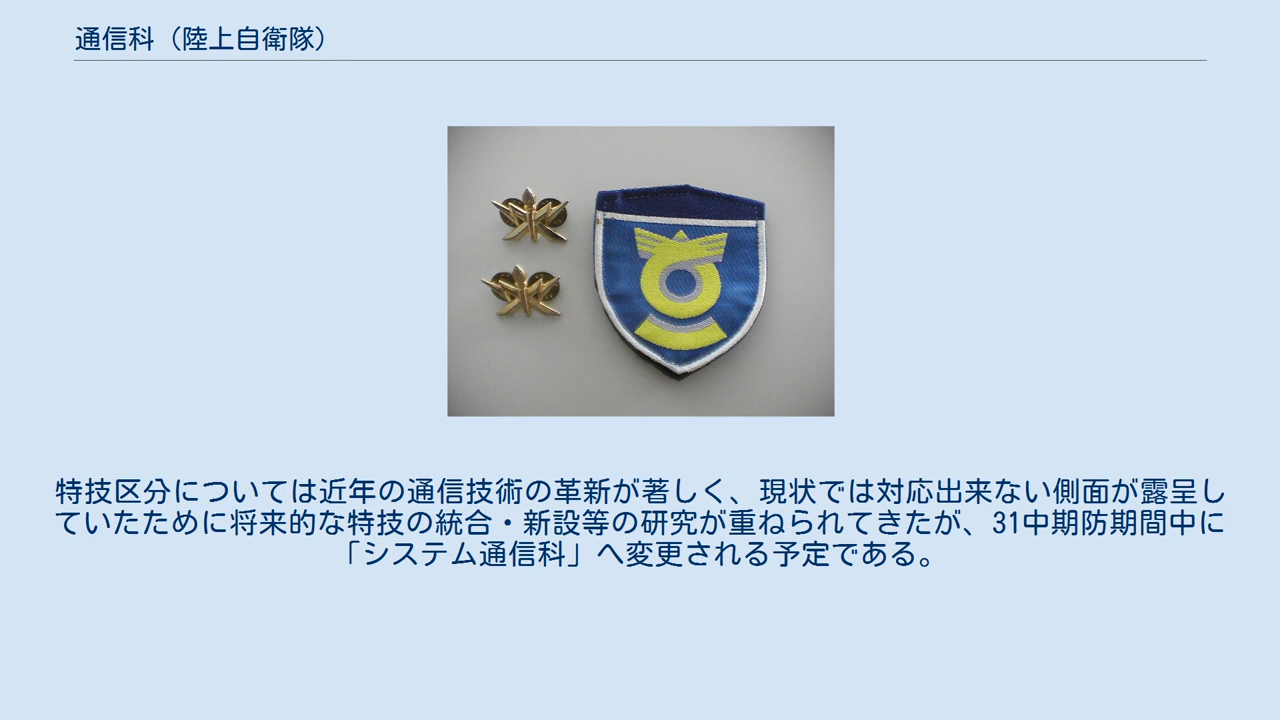 通信科（陸上自衛隊）
特技区分については近年の通信技術の革新が著しく、現状では対応出来ない側面が露呈し
ていたために将来的な特技の統合・新設等の研究が重ねられてきたが、31中期防期間中に
「システム通信科」へ変更される予定である。